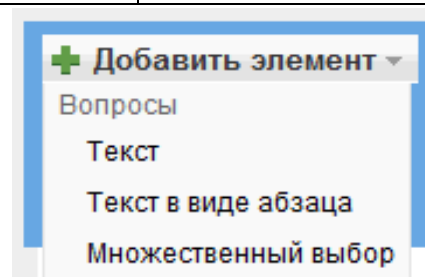 Добавить элемент
Вопросы
Текст
Текст в виде абзаца
Множественный выбор